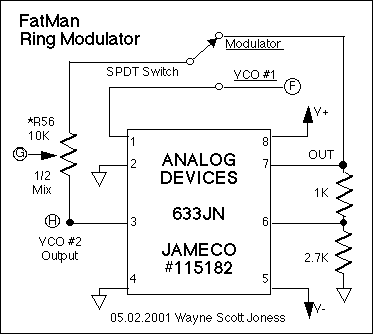 FatMan
Ring Modulator
Modulator
SPDT Switch
VCO #1
F
V+
*R56
10K
G
1/2
Mix
H
VCO #2
Output
1
2
3
4
8
7
6
5
ANALOG
DEVICES
633JN
JAMECO
#115182
OUT
1K
2.7K
V-
05.02.2001 Wayne Scott Joness